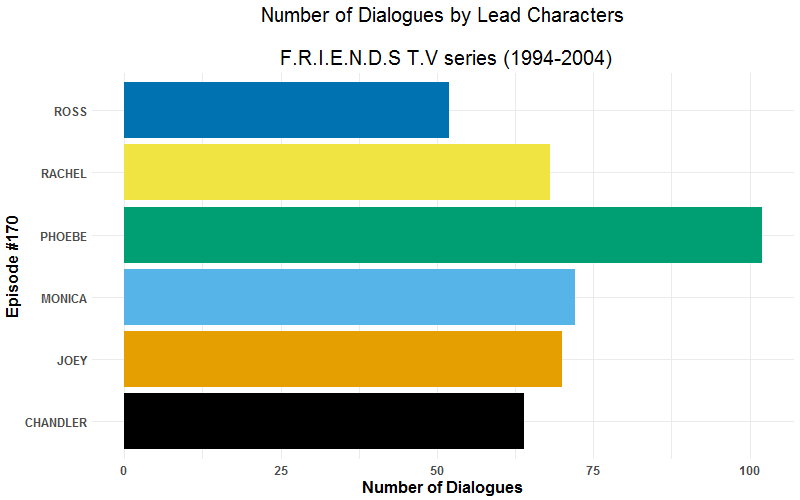 Number of Dialogues by Lead Characters
F.R.I.E.N.D.S T.V series (1994-2004)
Episode #170
ROSS
RACHEL
PHOEBE
MONICA
JOEY
CHANDLER
0 25 50 75 100
Number of Dialogues